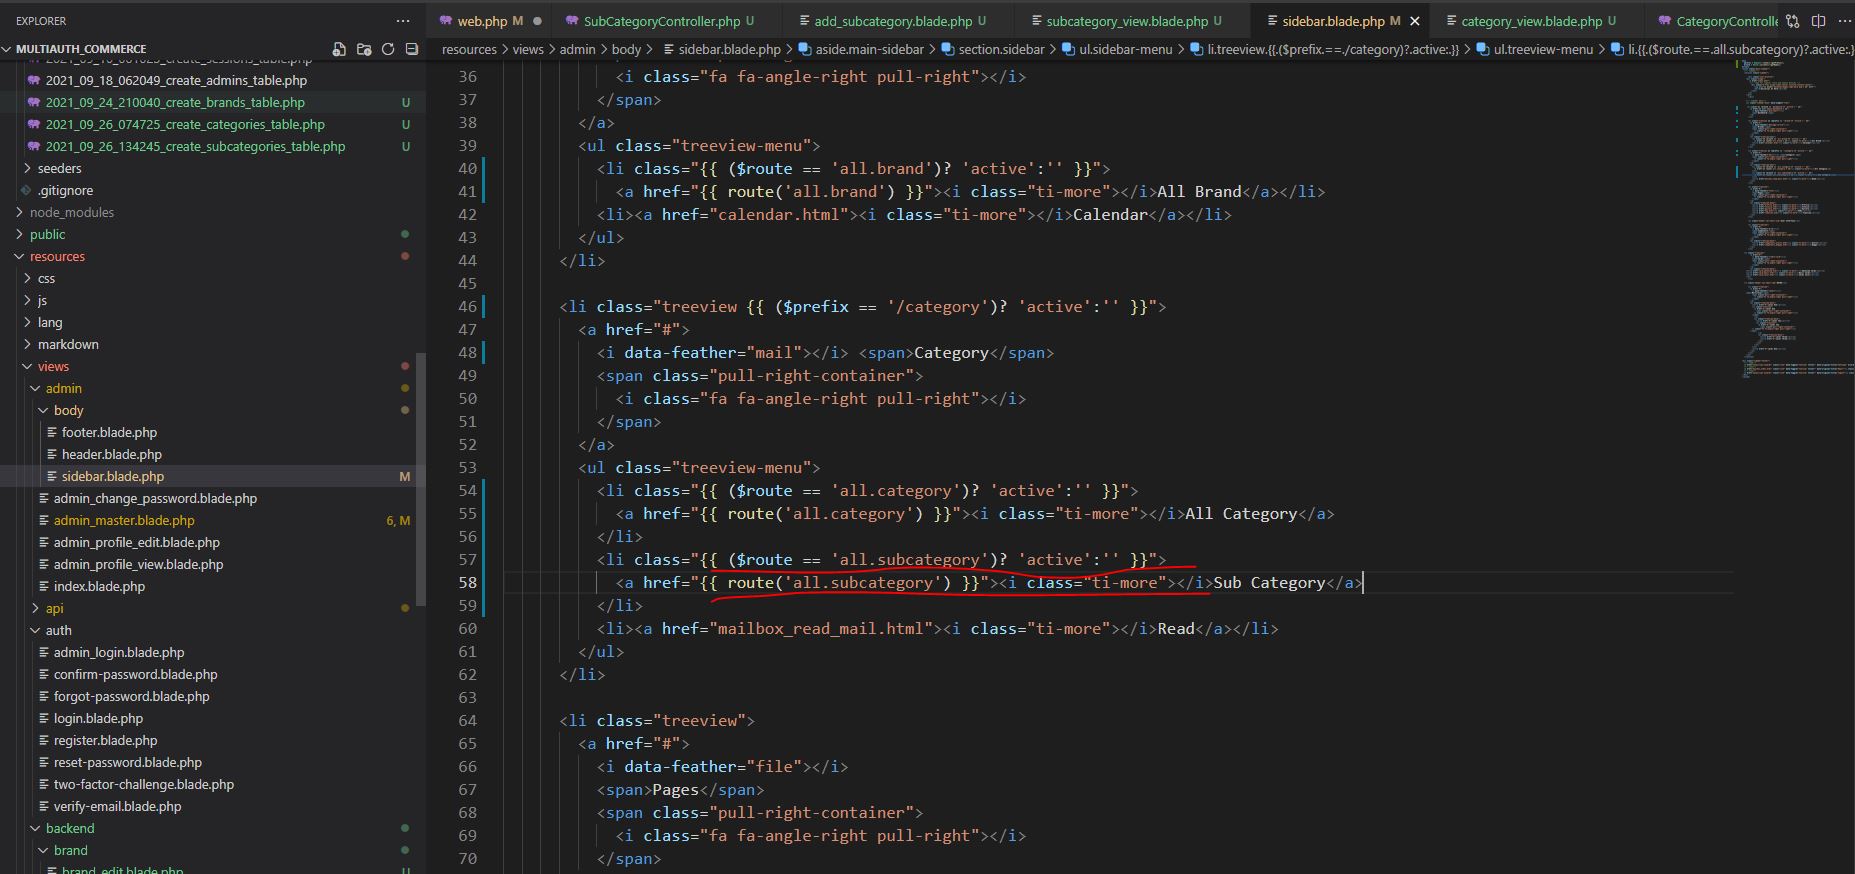 EXPLORER
...
web.php M
SubCategoryController.php U
add_subcategory.blade.php U
subcategory_view.blade.php U
sidebar.blade.php M
category_view.blade.php U
CategoryControlle
...
MULTIAUTH_COMMERCE
resources > views > admin > body > sidebar.blade.php > aside.main-sidebar > section.sidebar > ul.sidebar-menu > li.treeview.{{.($prefix.==./category)?.active:.}} > ul.treeview-menu > li.{{.($route.==.all.subcategory)?.active:.}
2021_09_18_062049_create_admins_table.php
2021_09_24_210040_create_brands_table.php U
2021_09_26_074725_create_categories_table.php U
2021_09_26_134245_create_subcategories_table.php U
seeders
.gitignore
node_modules
public
resources
css
js
lang
markdown
views
admin
body
footer.blade.php
header.blade.php
sidebar.blade.php M
admin_change_password.blade.php
admin_master.blade.php 6, M
admin_profile_edit.blade.php
admin_profile_view.blade.php
index.blade.php
api
auth
admin_login.blade.php
confirm-password.blade.php
forgot-password.blade.php
login.blade.php
register.blade.php
reset-password.blade.php
two-factor-challenge.blade.php
verify-email.blade.php
backend
brand
brand_edit.blade.php U
36 <i class="fa fa-angle-right pull-right"></i>
37 </span>
38 </a>
39 <ul class="treeview-menu">
40 <li class="{{ ($route == 'all.brand')? 'active':'' }}">
41 <a href="{{ route('all.brand') }}"><i class="ti-more"></i>All Brand</a></li>
42 <li><a href="calendar.html"><i class="ti-more"></i>Calendar</a></li>
43 </ul>
44 </li>
45
46 <li class="treeview {{ ($prefix == '/category')? 'active':'' }}">
47 <a href="#">
48 <i data-feather="mail"></i> <span>Category</span>
49 <span class="pull-right-container">
50 <i class="fa fa-angle-right pull-right"></i>
51 </span>
52 </a>
53 <ul class="treeview-menu">
54 <li class="{{ ($route == 'all.category')? 'active':'' }}">
55 <a href="{{ route('all.category') }}"><i class="ti-more"></i>All Category</a>
56 </li>
57 <li class="{{ ($route == 'all.subcategory')? 'active':'' }}">
58 <a href="{{ route('all.subcategory') }}"><i class="ti-more"></i>Sub Category</a>
59 </li>
60 <li><a href="mailbox_read_mail.html"><i class="ti-more"></i>Read</a></li>
61 </ul>
62 </li>
63
64 <li class="treeview">
65 <a href="#">
66 <i data-feather="file"></i>
67 <span>Pages</span>
68 <span class="pull-right-container">
69 <i class="fa fa-angle-right pull-right"></i>
70 </span>